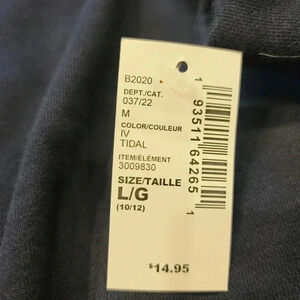 B2020
DEPT./CAT.
037/22
M
COLOR/COULEUR
IV
TIDAL
ITEM/ELÉMENT
3009830
SIZE/TAILLE
L/G
(10/12)
$14.95
1 93511 64265 1